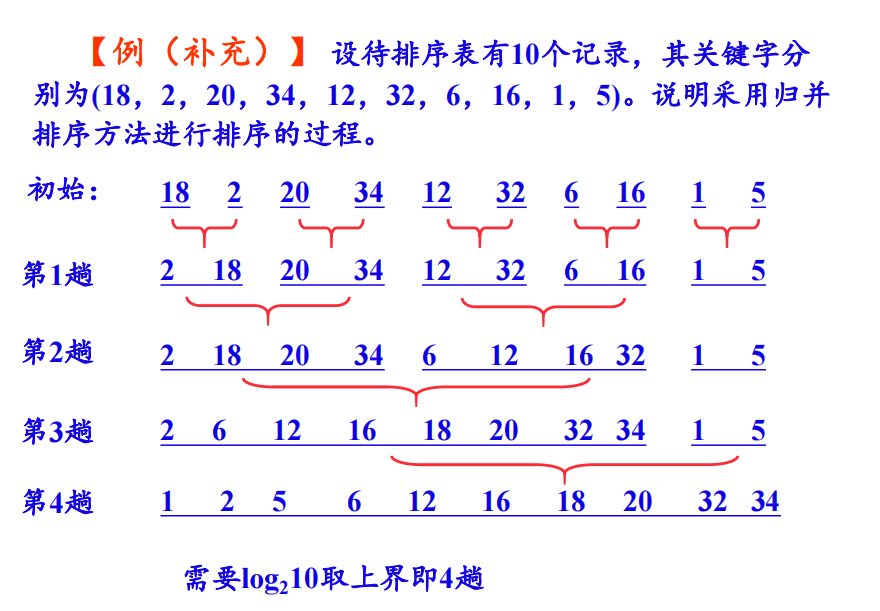 【例（补充）】 设待排序表有10个记录，其关键字分
别为(18，2，20，34，12，32，6，16，1，5)。说明采用归并
排序方法进行排序的过程。
初始： 18 2 20 34 12 32 6 16 1 5
第1趟 2 18 20 34 12 32 6 16 1 5
第2趟 2 18 20 34 6 12 16 32 1 5
第3趟 2 6 12 16 18 20 32 34 1 5
第4趟 1 2 5 6 12 16 18 20 32 34
需要log₂10取上界即4趟